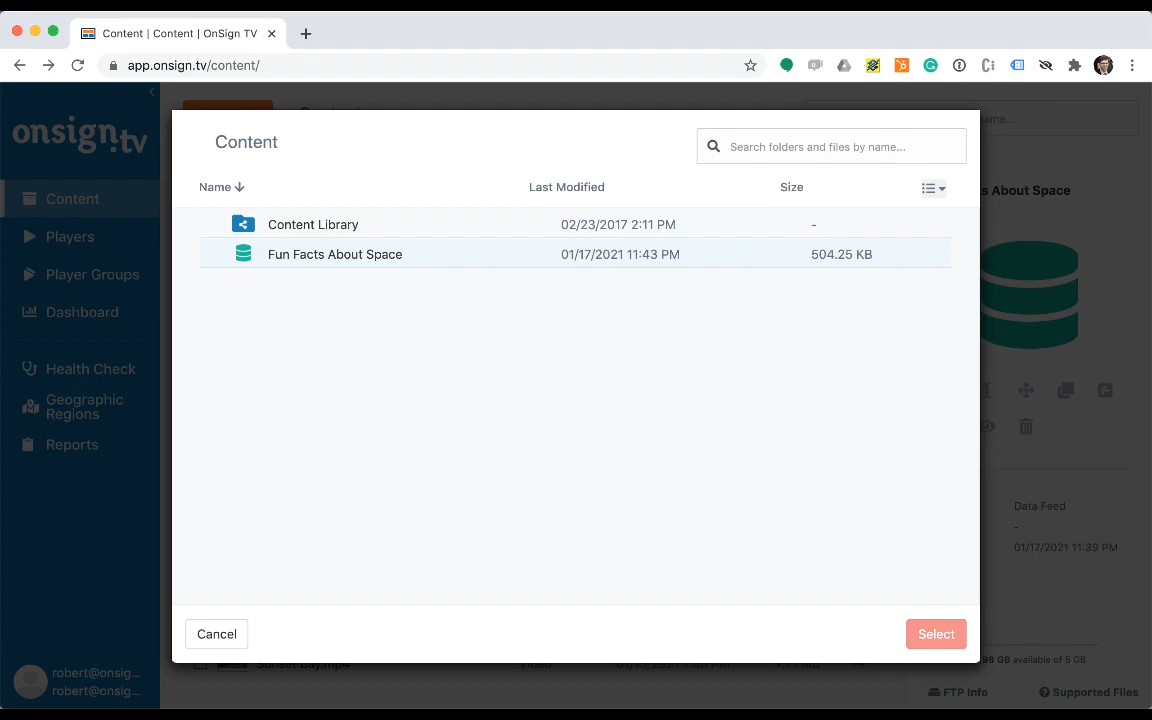 Content | Content | OnSign TV
app.onsign.tv/content/
onsign.tv
Content
Players
Player Groups
Dashboard
Health Check
Geographic
Regions
Reports
robert@onsig...
robert@onsig...
Content
Search folders and files by name...
Name
Last Modified
Size
Content Library
02/23/2017 2:11 PM
-
Fun Facts About Space
01/17/2021 11:43 PM
504.25 KB
Cancel
Select
ame...
s About Space
Data Feed
-
01/17/2021 11:39 PM
98 GB available of 5 GB
FTP Info
Supported Files